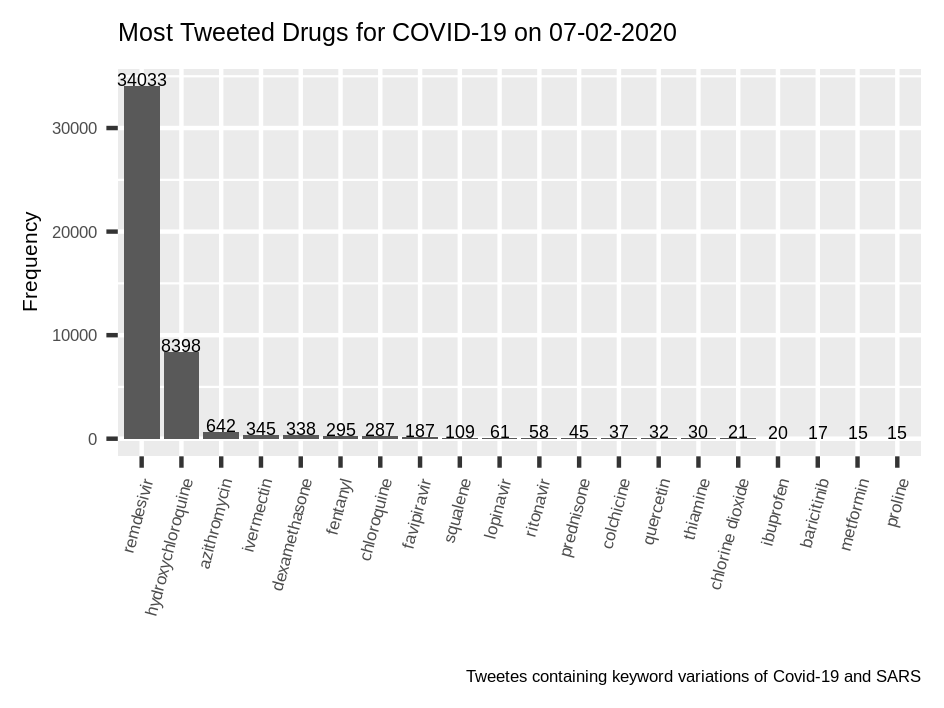 Most Tweeted Drugs for COVID-19 on 07-02-2020
34033
30000
20000
Frequency
10000
8398
642 345 338 295 287 187 109 61 58 45 37 32 30 21 20 17 15 15
0
remdesivir
hydroxychloroquine
azithromycin
ivermectin
dexamethasone
fentanyl
chloroquine
favipiravir
squalene
lopinavir
ritonavir
prednisone
colchicine
quercetin
thiamine
chlorine dioxide
ibuprofen
baricitinib
metformin
proline
Tweetes containing keyword variations of Covid-19 and SARS